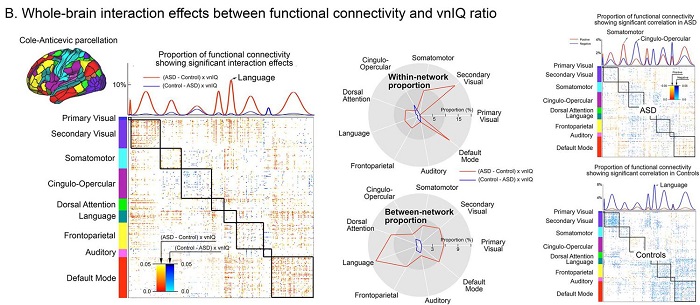 B. Whole-brain interaction effects between functional connectivity and vnIQ ratio
Cole-Anticevic parcellation
Proportion of functional connectivity
showing significant interaction effects
10%
(ASD - Control) x vnIQ
(Control - ASD) x vnIQ
Language
Primary Visual
Secondary Visual
Somatomotor
Cingulo-Opercular
Dorsal Attention
Language
Frontoparietal
Auditory
Default Mode
(ASD - Control) x vnIQ
(Control - ASD) x vnIQ
0.05
0.05
Somatomotor
Cingulo-
Opercular
Secondary
Visual
Within-network
proportion
Dorsal
Attention
Proportion (%)
15
Primary
Visual
Language
Default
Mode
Frontoparietal
Auditory
(ASD - Control) x vnIQ
(Control - ASD) x vnIQ
Cingulo-
Opercular
Somatomotor
Secondary
Visual
Between-network
proportion
Dorsal
Attention
Proportion (%)
Primary
Visual
Language
Default
Mode
Frontoparietal
Auditory
Proportion of functional connectivity
showing significant correlation in ASD
Somatomotor
Cingulo-Opercular
Positive
Negative
Primary Visual
Secondary Visual
Somatomotor
Cingulo-Opercular
Dorsal Attention
Language
Frontoparietal
Auditory
Default Mode
ASD
Proportion of functional connectivity
showing significant correlation in Controls
Language
Primary Visual
Secondary Visual
Somatomotor
Cingulo-Opercular
Dorsal Attention
Language
Frontoparietal
Auditory
Default Mode
Controls